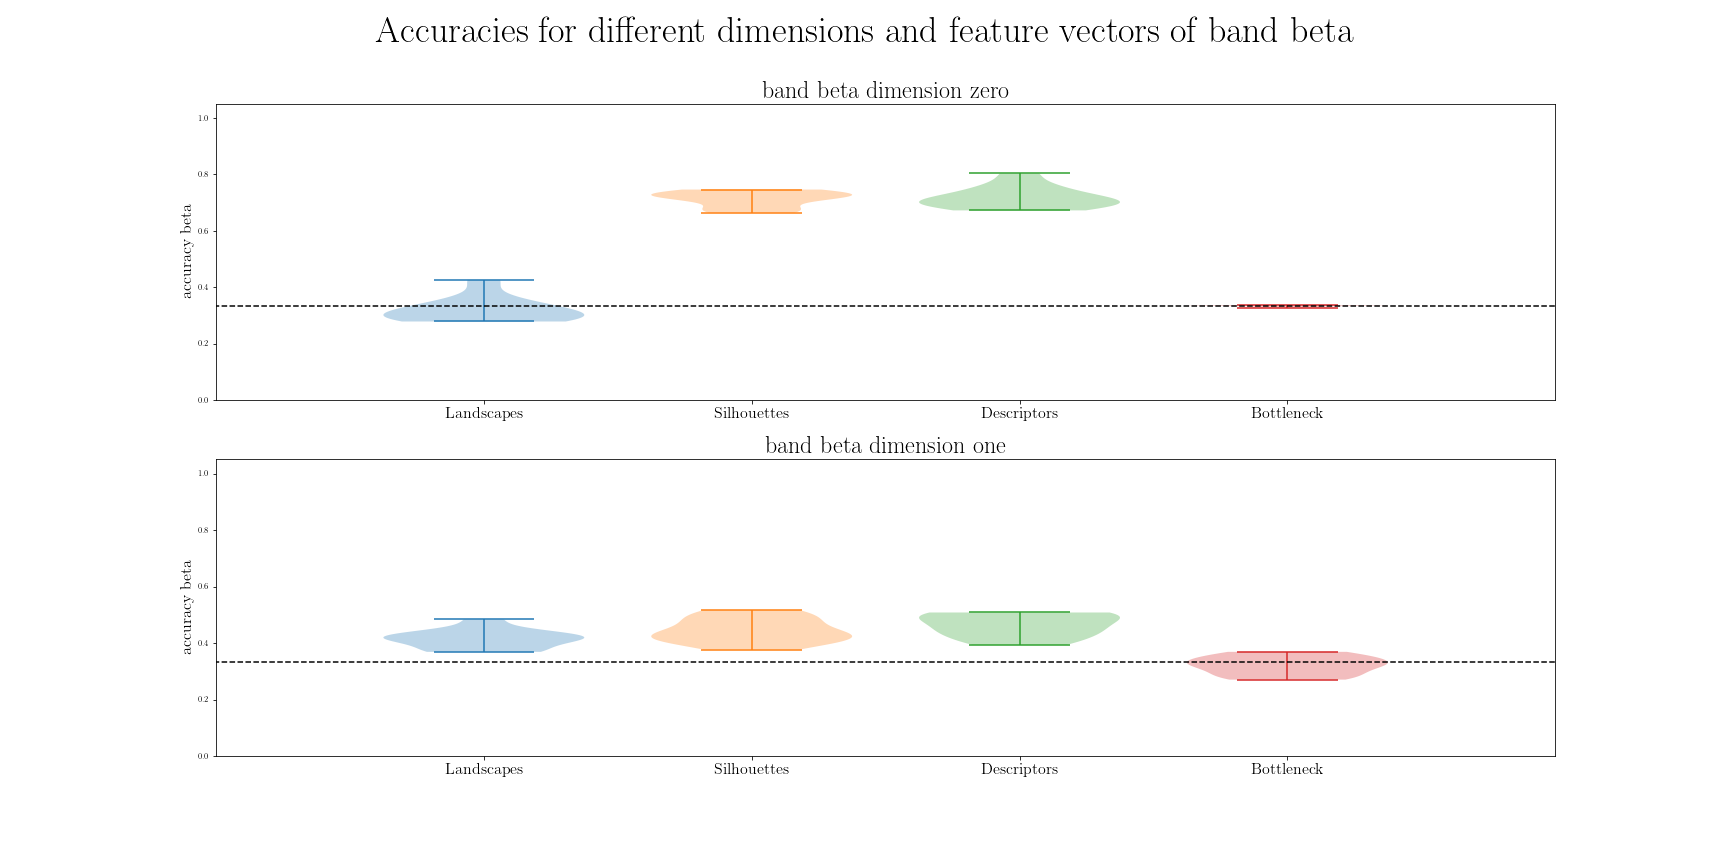 Accuracies for different dimensions and feature vectors of band beta
band beta dimension zero
1.0
0.8
0.6
0.4
0.2
0.0
accuracy beta
Landscapes Silhouettes Descriptors Bottleneck
band beta dimension one
1.0
0.8
0.6
0.4
0.2
0.0
accuracy beta
Landscapes Silhouettes Descriptors Bottleneck